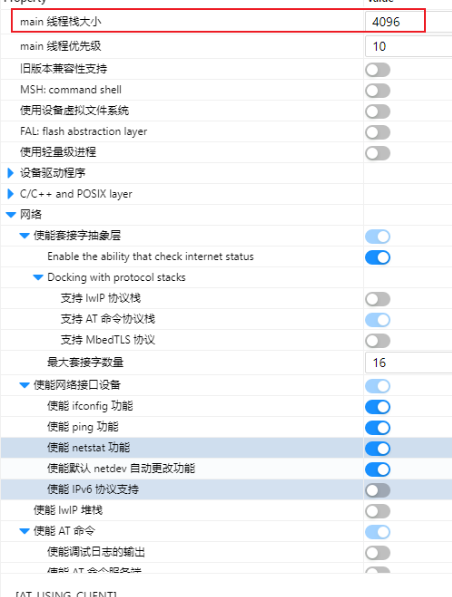 Property Value
main 线程栈大小 4096
main 线程优先级 10
旧版本兼容性支持
MSH: command shell
使用设备虚拟文件系统
FAL: flash abstraction layer
使用轻量级进程
设备驱动程序
C/C++ and POSIX layer
网络
使能套接字抽象层
Enable the ability that check internet status
Docking with protocol stacks
支持 lwIP 协议栈
支持 AT 命令协议栈
支持 MbedTLS 协议
最大套接字数量 16
使能网络接口设备
使能 ifconfig 功能
使能 ping 功能
使能 netstat 功能
使能默认 netdev 自动更改功能
使能 IPv6 协议支持
使能 lwIP 堆栈
使能 AT 命令
使能调试日志的输出
使能 AT 命令服务端
[AT_USING_CLIENT]